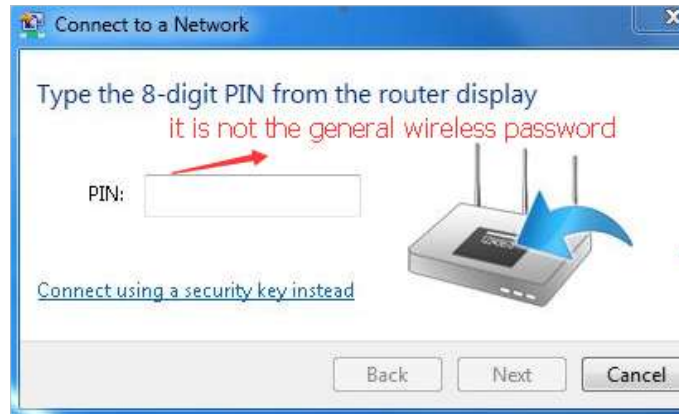 Connect to a Network
Type the 8-digit PIN from the router display
it is not the general wireless password
PIN:
Connect using a security key instead
Back Next Cancel